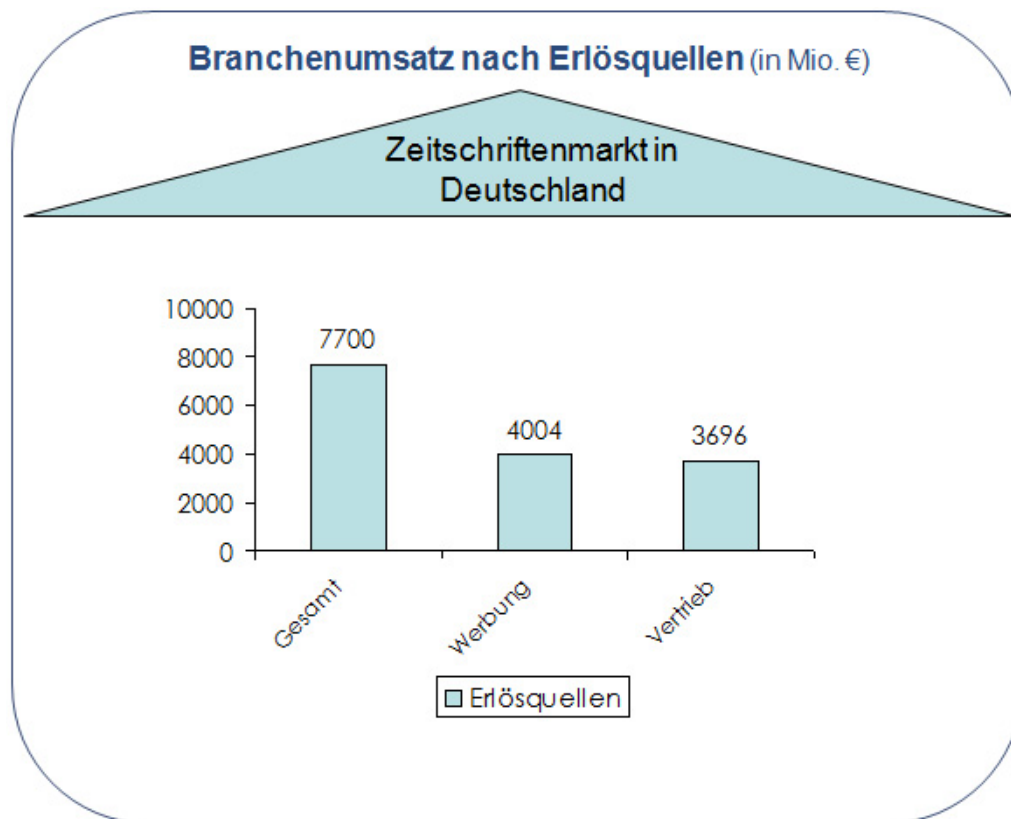 Branchenumsatz nach Erlösquellen (in Mio. €)
Zeitschriftenmarkt in
Deutschland
10000
8000
6000
4000
2000
0
7700
4004
3696
Gesamt
Werbung
Vertrieb
Erlösquellen